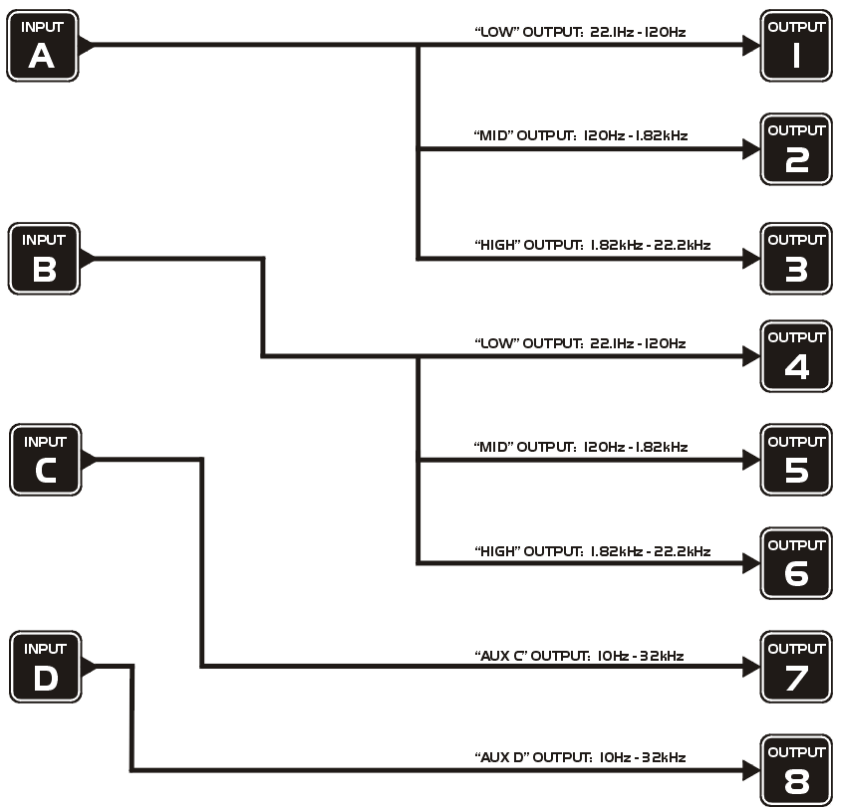 INPUT
A
"LOW" OUTPUT: 22.1Hz - 120Hz
OUTPUT
1
"MID" OUTPUT: 120Hz - 1.82kHz
OUTPUT
2
INPUT
B
"HIGH" OUTPUT: 1.82kHz - 22.2kHz
OUTPUT
3
"LOW" OUTPUT: 22.1Hz - 120Hz
OUTPUT
4
INPUT
C
"MID" OUTPUT: 120Hz - 1.82kHz
OUTPUT
5
"HIGH" OUTPUT: 1.82kHz - 22.2kHz
OUTPUT
6
INPUT
D
"AUX C" OUTPUT: 10Hz - 32kHz
OUTPUT
7
"AUX D" OUTPUT: 10Hz - 32kHz
OUTPUT
8